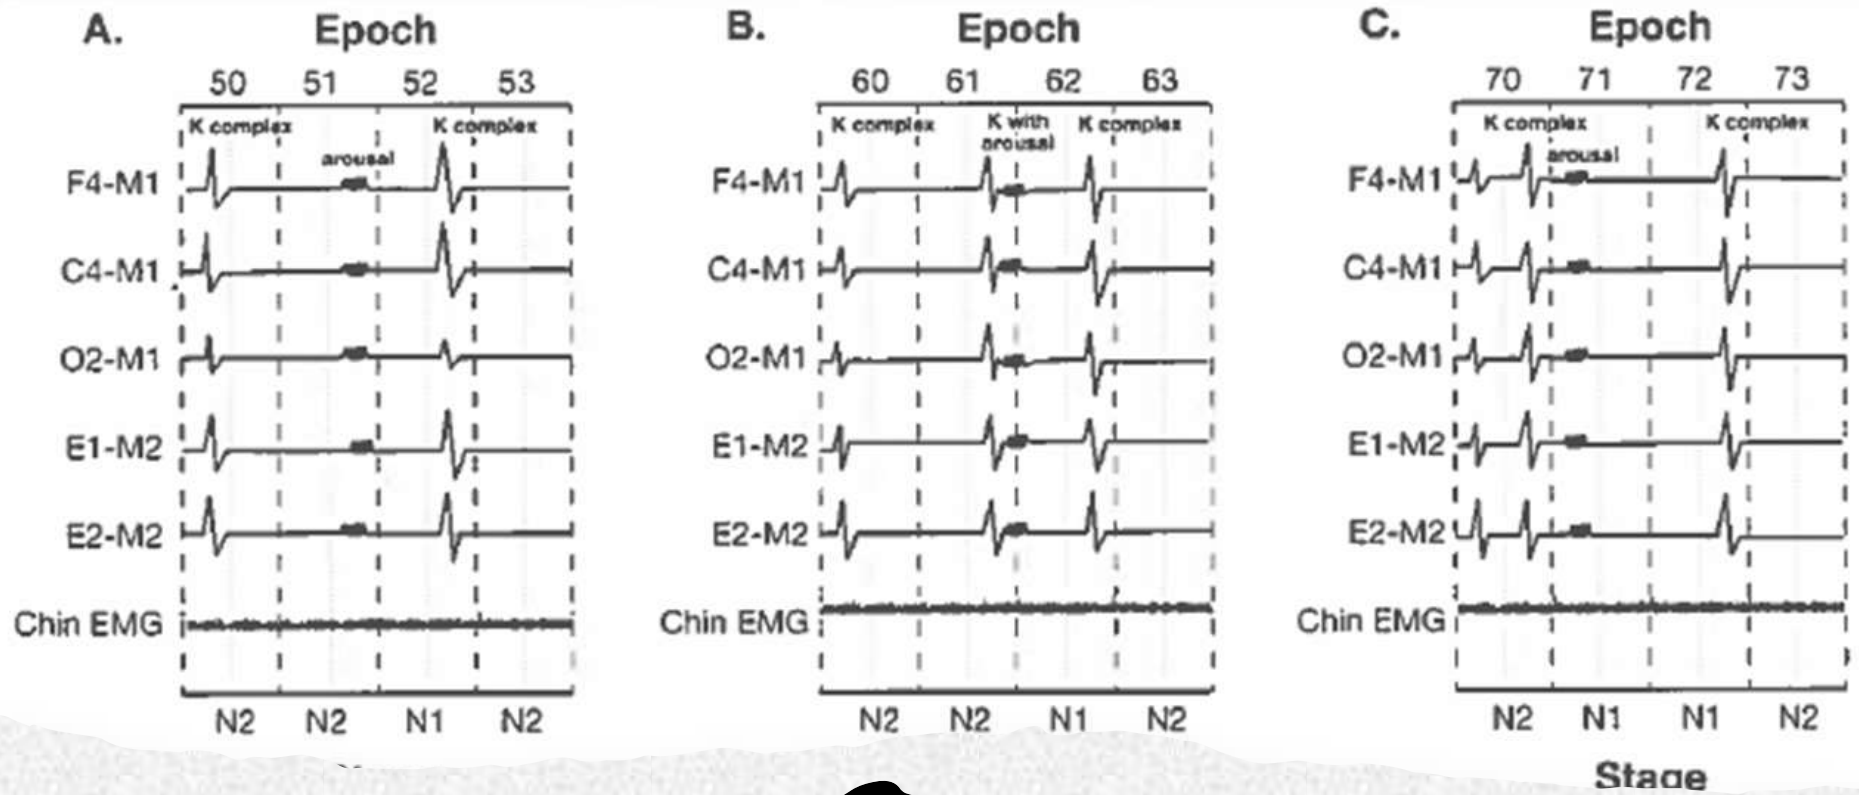 A.
Epoch
50 51 52 53
K complex K complex
arousal
F4-M1
C4-M1
O2-M1
E1-M2
E2-M2
Chin EMG
N2 N2 N1 N2
B.
Epoch
60 61 62 63
K complex K with K complex
arousal
F4-M1
C4-M1
O2-M1
E1-M2
E2-M2
Chin EMG
N2 N2 N1 N2
C.
Epoch
70 71 72 73
K complex K complex
arousal
F4-M1
C4-M1
O2-M1
E1-M2
E2-M2
Chin EMG
N2 N1 N1 N2
Stage